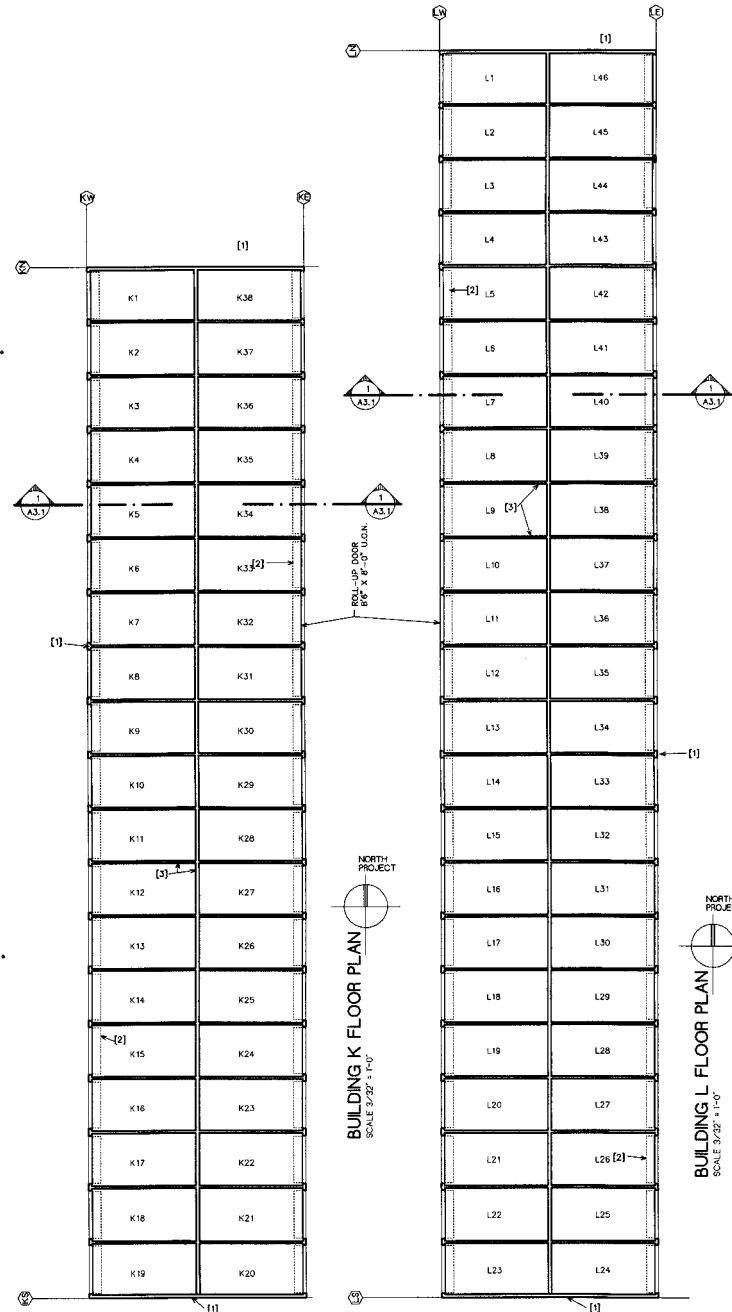 LW
LE
[1]
LN
L1 L46
L2 L45
L3 L44
L4 L43
[2]
L5 L42
L6 L41
1
A3.1
L7 L40
1
A3.1
L8 L39
L9 L38
[3]
L10 L37
L11 L36
L12 L35
L13 L34
[1]
L14 L33
L15 L32
L16 L31
L17 L30
L18 L29
L19 L28
L20 L27
L21 L26 [2]
L22 L25
L23 L24
LS
[1]
KW
KE
[1]
KN
K1 K38
K2 K37
K3 K36
K4 K35
1
A3.1
K5 K34
1
A3.1
K6 K33
[2]
K7 K32
[1]
K8 K31
K9 K30
K10 K29
K11 K28
[3]
K12 K27
K13 K26
K14 K25
[2]
K15 K24
K16 K23
K17 K22
K18 K21
K19 K20
KS
[1]
ROLL-UP DOOR
8'6" X 8'-0" U.O.N.
NORTH
PROJECT
BUILDING K FLOOR PLAN
SCALE 3/32" = 1'-0"
NORTH
PROJE
BUILDING L FLOOR PLAN
SCALE 3/32" = 1'-0"